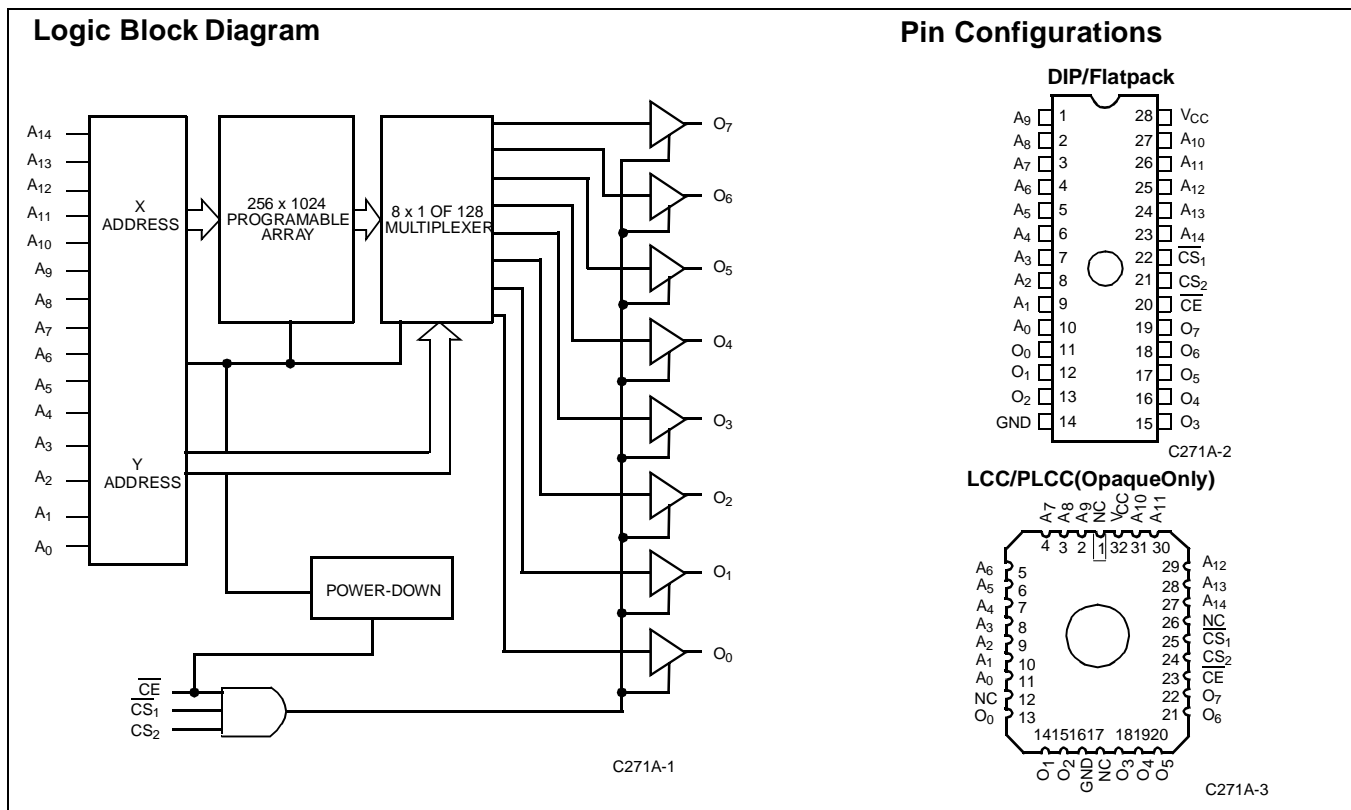 Logic Block Diagram
A14
A13
A12
A11
A10
A9
A8
A7
A6
A5
A4
A3
A2
A1
A0
X
ADDRESS
Y
ADDRESS
256 x 1024
PROGRAMABLE
ARRAY
8 x 1 OF 128
MULTIPLEXER
POWER-DOWN
O7
O6
O5
O4
O3
O2
O1
O0
CE
CS1
CS2
C271A-1
Pin Configurations
DIP/Flatpack
A9 1 28 VCC
A8 2 27 A10
A7 3 26 A11
A6 4 25 A12
A5 5 24 A13
A4 6 23 A14
A3 7 22 CS1
A2 8 21 CS2
A1 9 20 CE
A0 10 19 O7
O0 11 18 O6
O1 12 17 O5
O2 13 16 O4
GND 14 15 O3
C271A-2
LCC/PLCC(OpaqueOnly)
A7 A8 A9 NC VCC A10 A11
4 3 2 1 32 31 30
A6 5 29 A12
A5 6 28 A13
A4 7 27 A14
A3 8 26 NC
A2 9 25 CS1
A1 10 24 CS2
A0 11 23 CE
NC 12 22 O7
O0 13 21 O6
14 15 16 17 18 19 20
O1 O2 GND NC O3 O4 O5
C271A-3